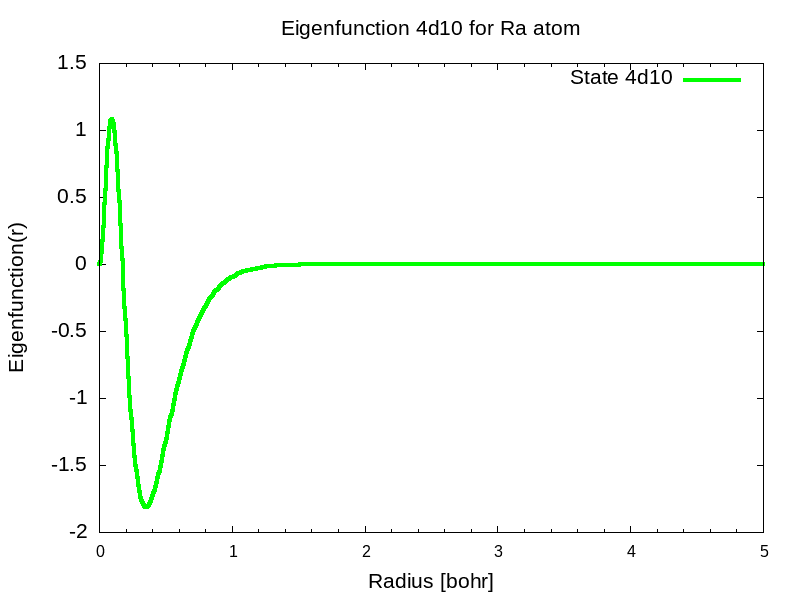 Eigenfunction 4d10 for Ra atom
State 4d10
1.5
1
0.5
0
-0.5
-1
-1.5
-2
Eigenfunction(r)
0 1 2 3 4 5
Radius [bohr]